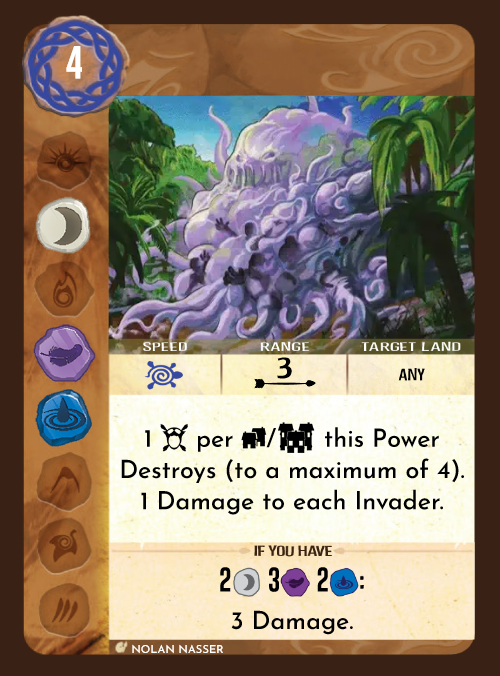 4
SPEED RANGE TARGET LAND
3 ANY
1 per / this Power
Destroys (to a maximum of 4).
1 Damage to each Invader.
IF YOU HAVE
2 3 2 :
3 Damage.
NOLAN NASSER